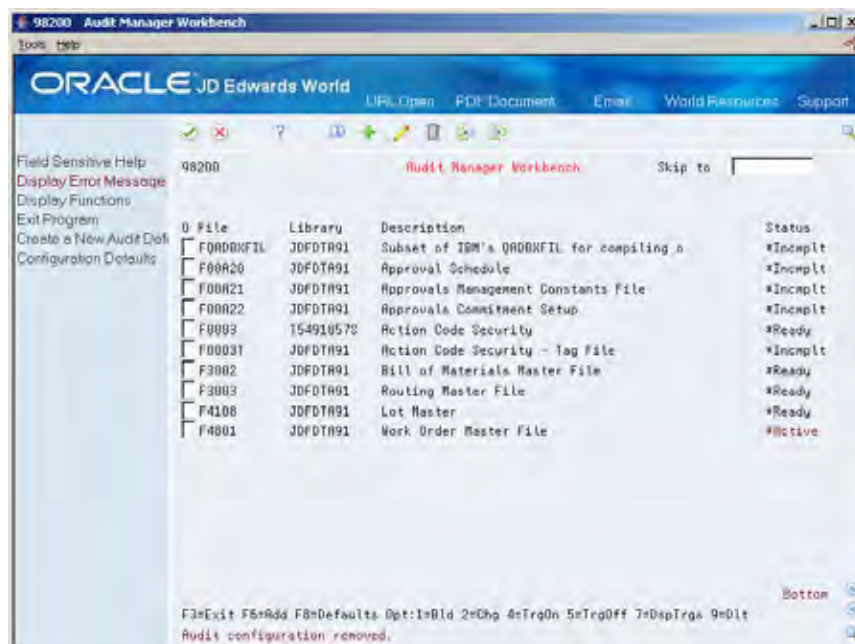 98200 Audit Manager Workbench
Tools Help
ORACLE JD Edwards World
URL Open PDF Document Email World Resources Support
Field Sensitive Help
Display Error Message
Display Functions
Exit Program
Create a New Audit Defi
Configuration Defaults
98200 Audit Manager Workbench Skip to
O File Library Description Status
FQADBXFIL JDFDTA91 Subset of IBM's QADBXFIL for compiling o *Incmplt
F00A20 JDFDTA91 Approval Schedule *Incmplt
F00A21 JDFDTA91 Approvals Management Constants File *Incmplt
F00A22 JDFDTA91 Approvals Commitment Setup *Incmplt
F0003 Action Code Security *Ready
F0003T JDFDTA91 Action Code Security - Tag File *Incmplt
F3002 JDFDTA91 Bill of Materials Master File *Ready
F3003 JDFDTA91 Routing Master File *Ready
F4108 JDFDTA91 Lot Master *Ready
F4801 JDFDTA91 Work Order Master File *Active
Bottom
F3=Exit F6=Add F8=Defaults Opt:1=Bld 2=Chg 4=TrgOn 5=TrgOff 7=DspTrgs 9=Dlt
Audit configuration removed.